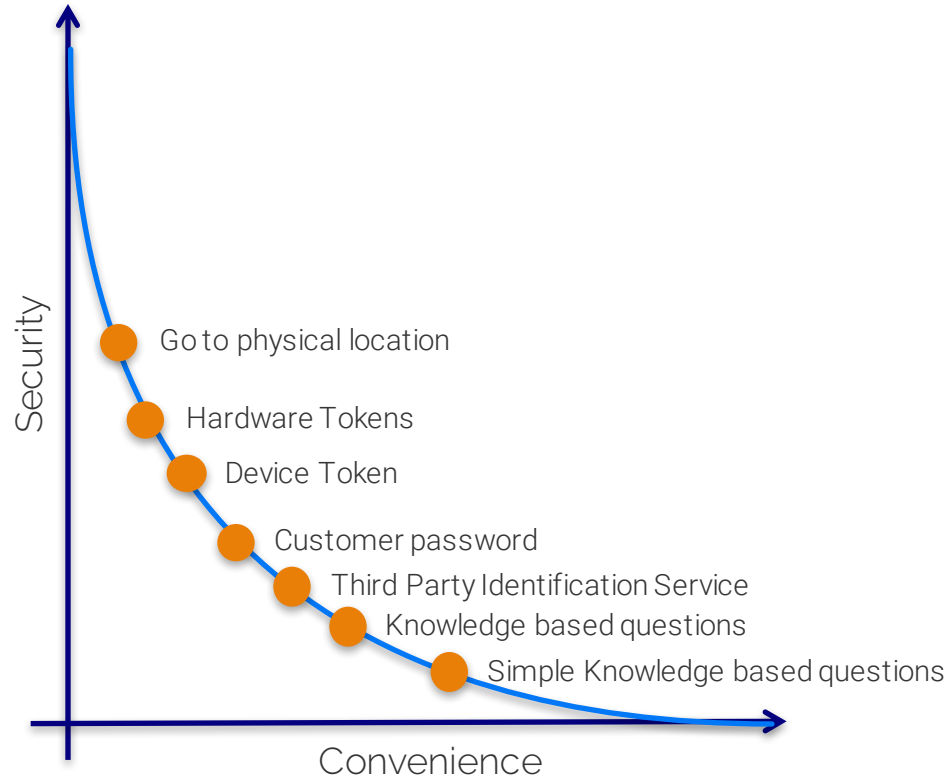 Security
Go to physical location
Hardware Tokens
Device Token
Customer password
Third Party Identification Service
Knowledge based questions
Simple Knowledge based questions
Convenience